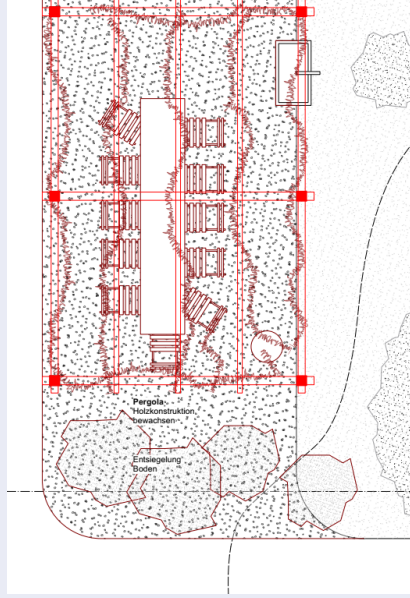 Pergola-
Holzkonstruktion,
bewachsen
Entsiegelung
Boden